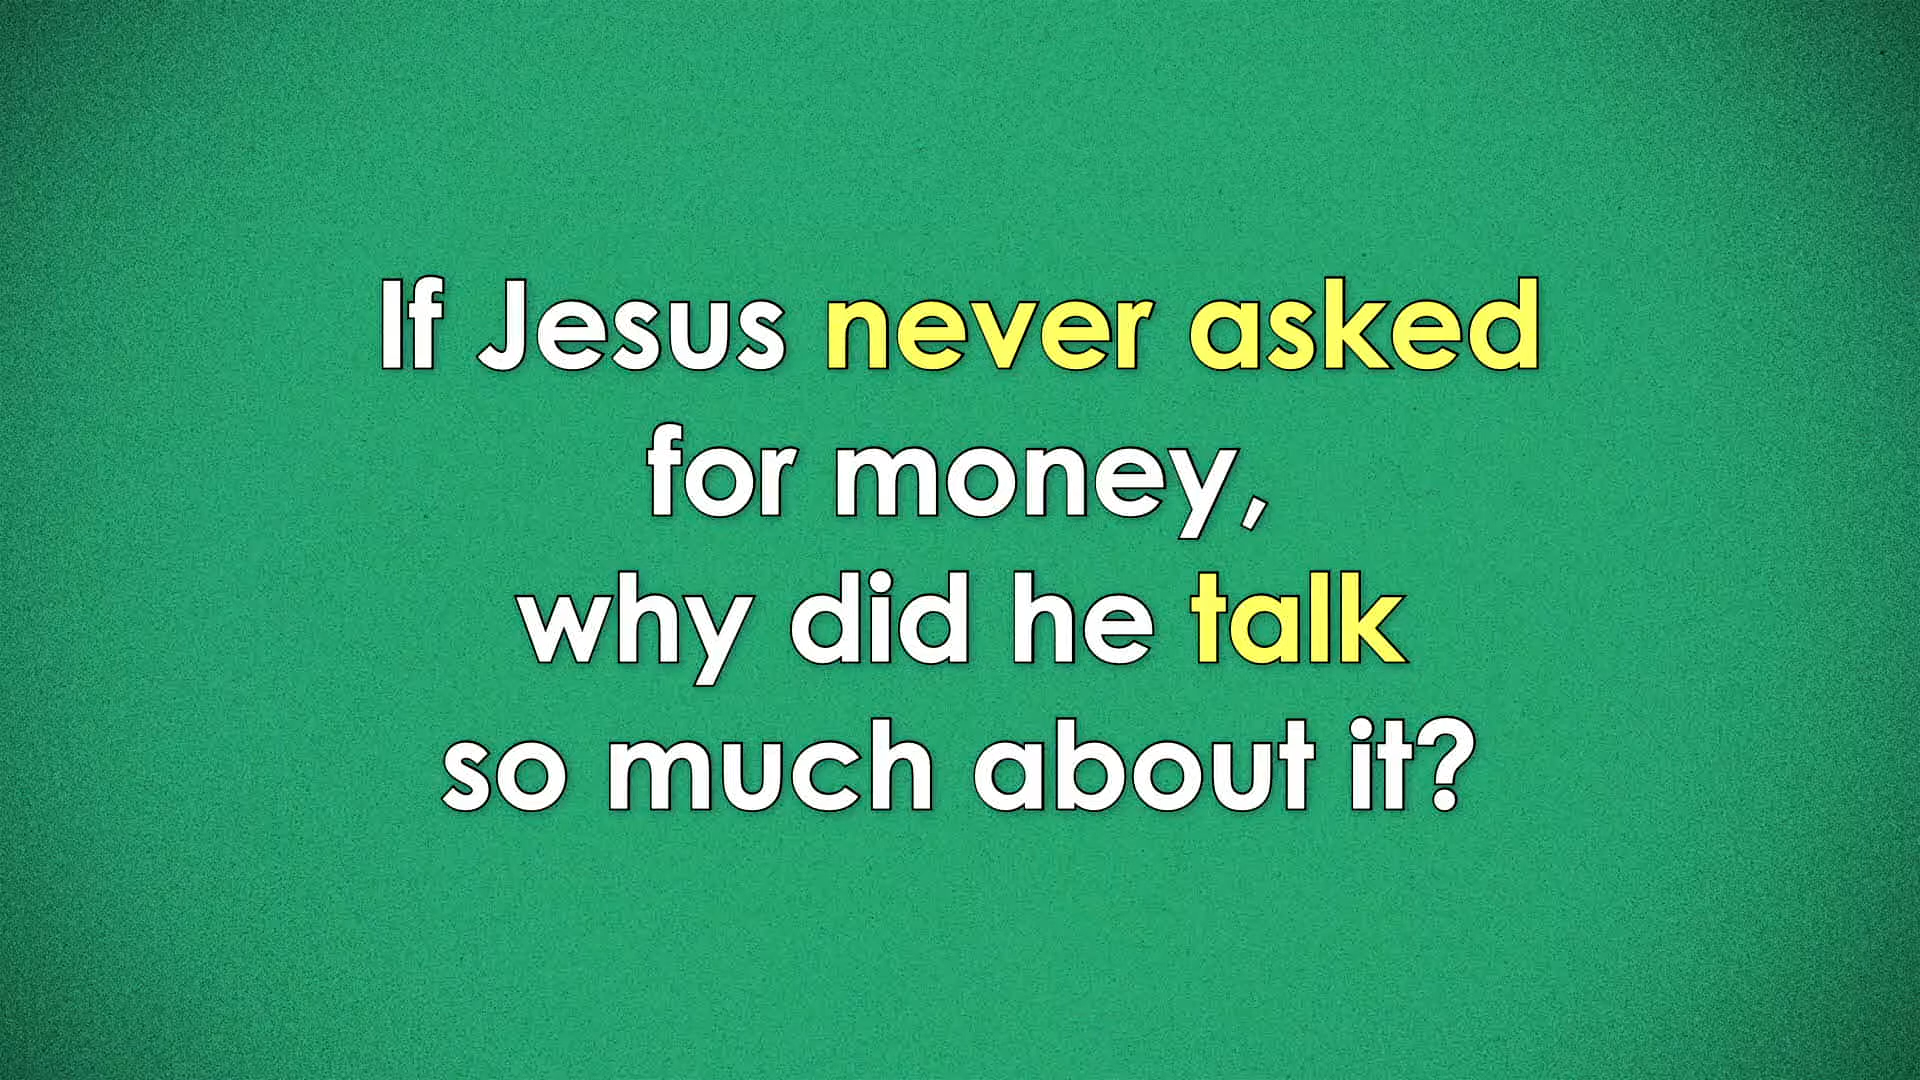 If Jesus never asked
for money,
why did he talk
so much about it?